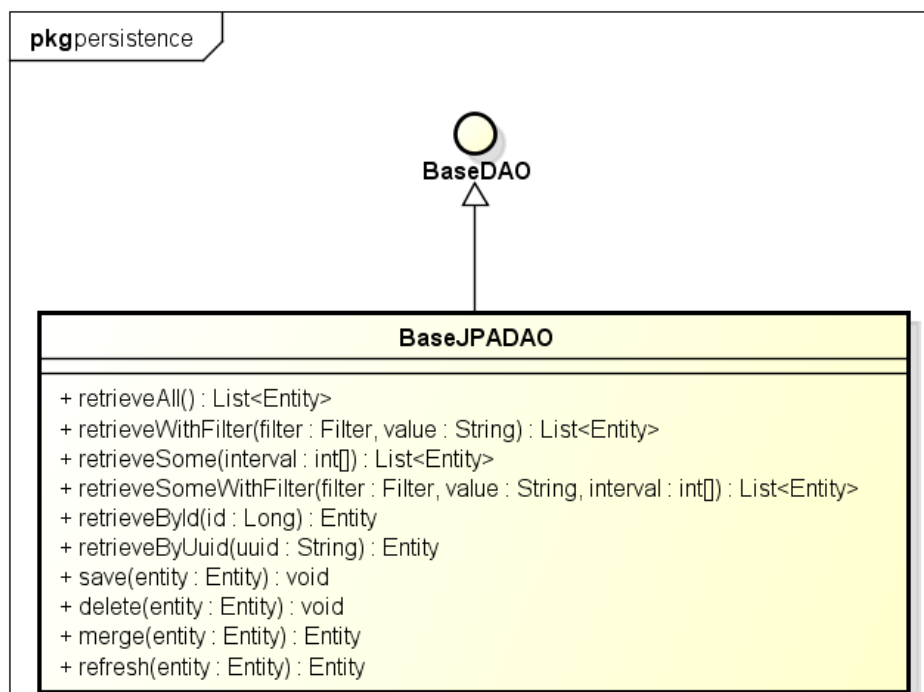 pkg persistence
BaseDAO
BaseJPADAO
+ retrieveAll() : List<Entity>
+ retrieveWithFilter(filter : Filter, value : String) : List<Entity>
+ retrieveSome(interval : int[]) : List<Entity>
+ retrieveSomeWithFilter(filter : Filter, value : String, interval : int[]) : List<Entity>
+ retrieveById(id : Long) : Entity
+ retrieveByUuid(uuid : String) : Entity
+ save(entity : Entity) : void
+ delete(entity : Entity) : void
+ merge(entity : Entity) : Entity
+ refresh(entity : Entity) : Entity